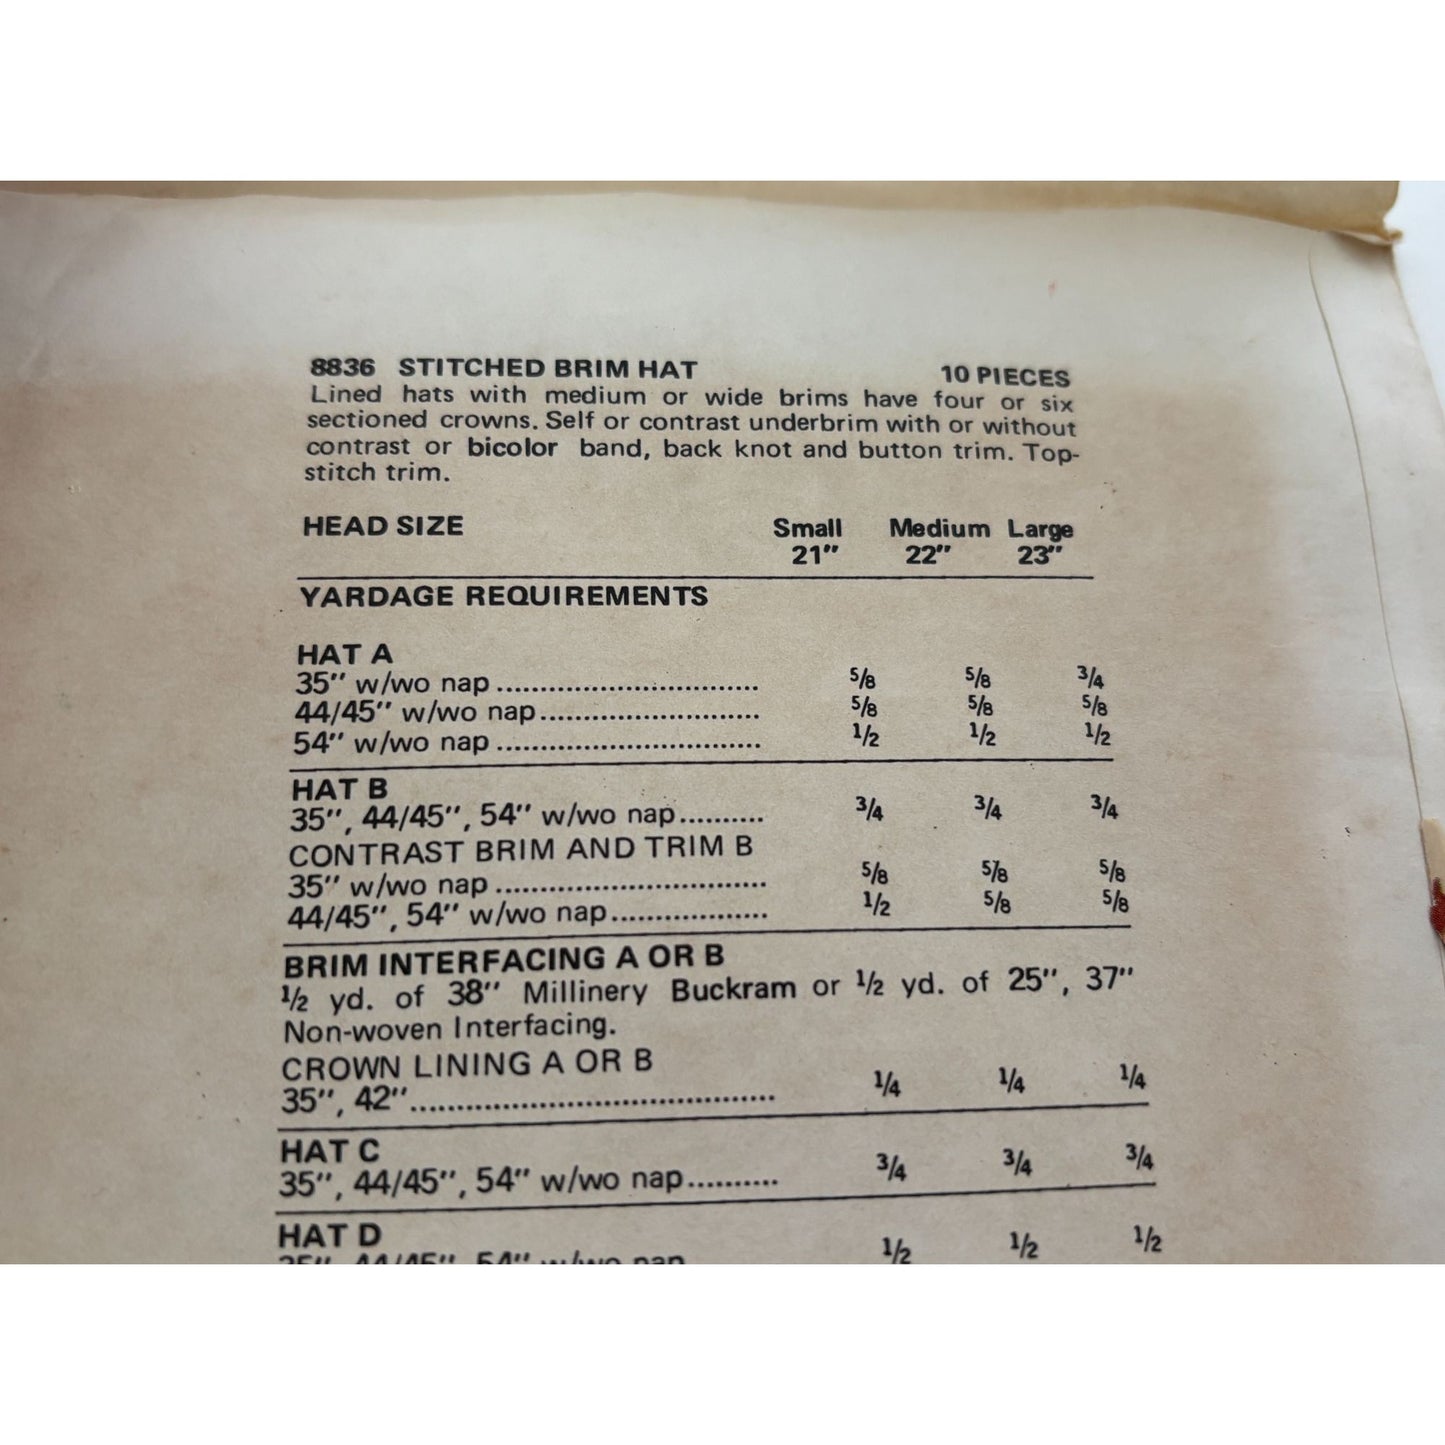 8836 STITCHED BRIM HAT 10 PIECES
Lined hats with medium or wide brims have four or six
sectioned crowns. Self or contrast underbrim with or without
contrast or bicolor band, back knot and button trim. Top-
stitch trim.
HEAD SIZE Small Medium Large
21" 22" 23"
YARDAGE REQUIREMENTS
HAT A
35" w/wo nap ............................... 5/8 5/8 3/4
44/45" w/wo nap.......................... 5/8 5/8 5/8
54" w/wo nap ............................... 1/2 1/2 1/2
HAT B
35", 44/45", 54" w/wo nap.......... 3/4 3/4 3/4
CONTRAST BRIM AND TRIM B
35" w/wo nap ................................ 5/8 5/8 5/8
44/45", 54" w/wo nap................... 1/2 5/8 5/8
BRIM INTERFACING A OR B
1/2 yd. of 38" Millinery Buckram or 1/2 yd. of 25", 37"
Non-woven Interfacing.
CROWN LINING A OR B
35", 42"........................................... 1/4 1/4 1/4
HAT C
35", 44/45", 54" w/wo nap........... 3/4 3/4 3/4
HAT D
35", 44/45", 54" w/wo nap 1/2 1/2 1/2